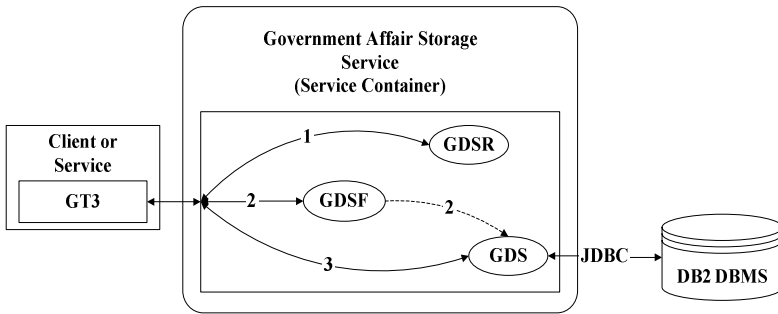 Government Affair Storage
Service
(Service Container)
Client or
Service
GT3
1
GDSR
2
GDSF
2
3
GDS
JDBC
DB2 DBMS